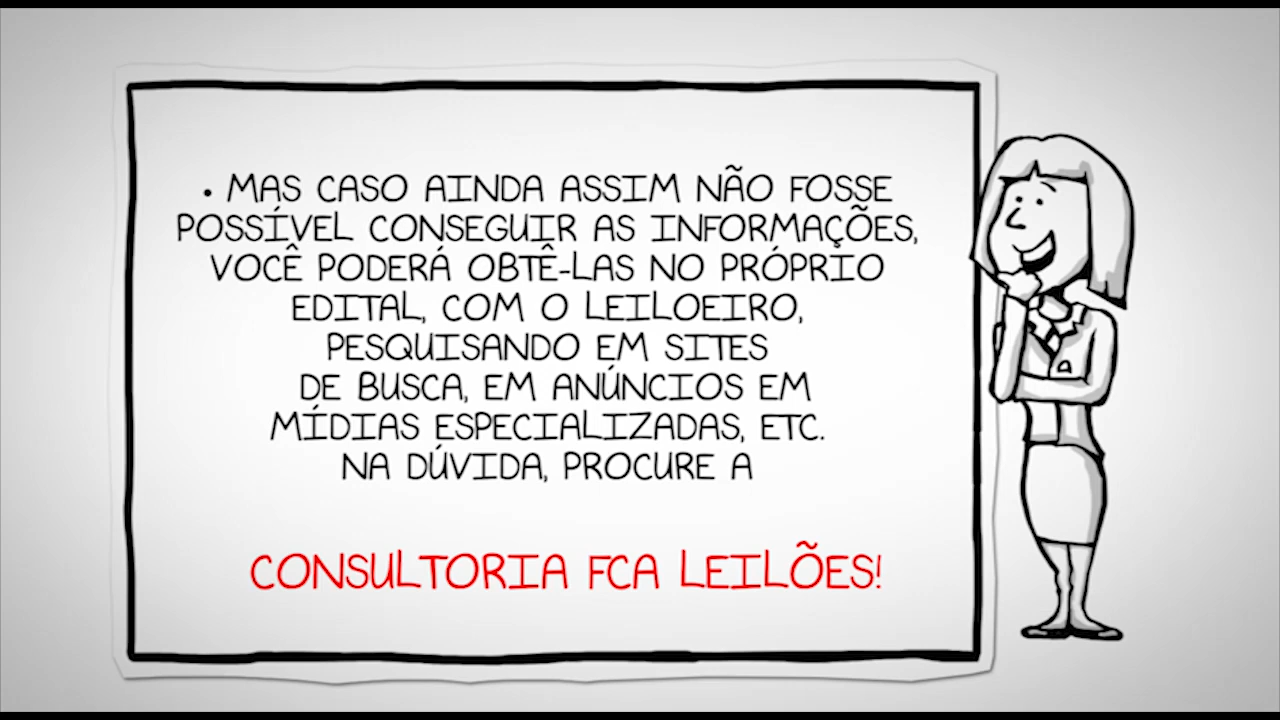 • MAS CASO AINDA ASSIM NÃO FOSSE
POSSÍVEL CONSEGUIR AS INFORMAÇÕES,
VOCÊ PODERÁ OBTÊ-LAS NO PRÓPRIO
EDITAL, COM O LEILOEIRO,
PESQUISANDO EM SITES
DE BUSCA, EM ANÚNCIOS EM
MÍDIAS ESPECIALIZADAS, ETC.
NA DÚVIDA, PROCURE A
CONSULTORIA FCA LEILÕES!